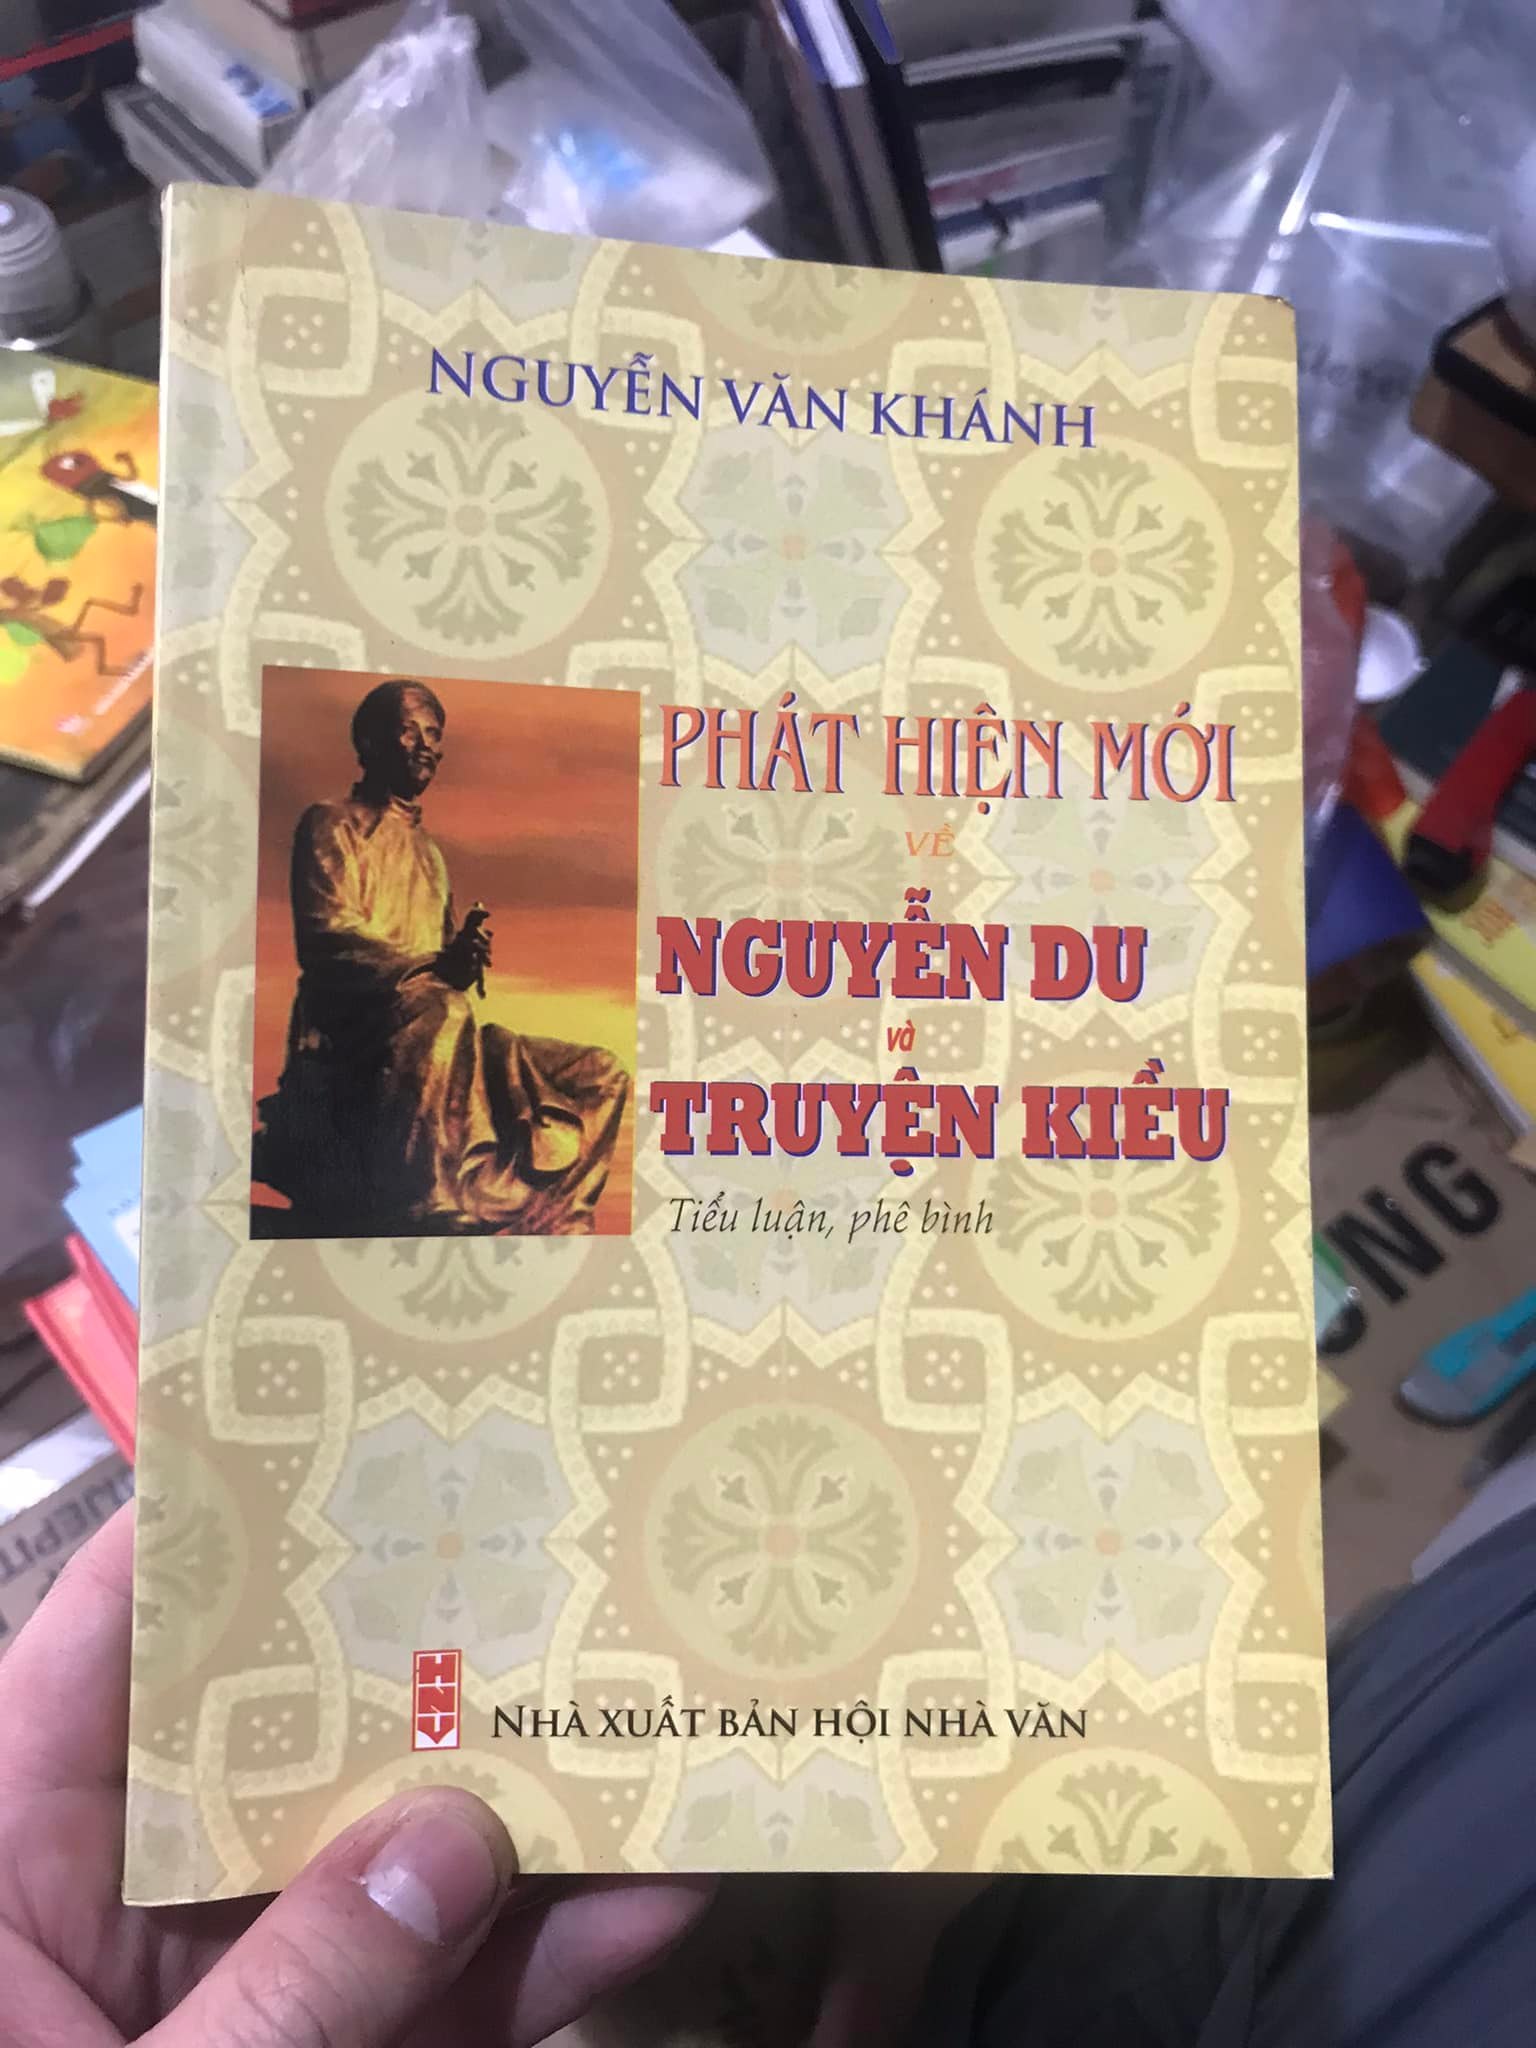 NGUYỄN VĂN KHÁNH
PHÁT HIỆN MỚI
VỀ
NGUYỄN DU
và
TRUYỆN KIỀU
Tiểu luận, phê bình
HNV
NHÀ XUẤT BẢN HỘI NHÀ VĂN